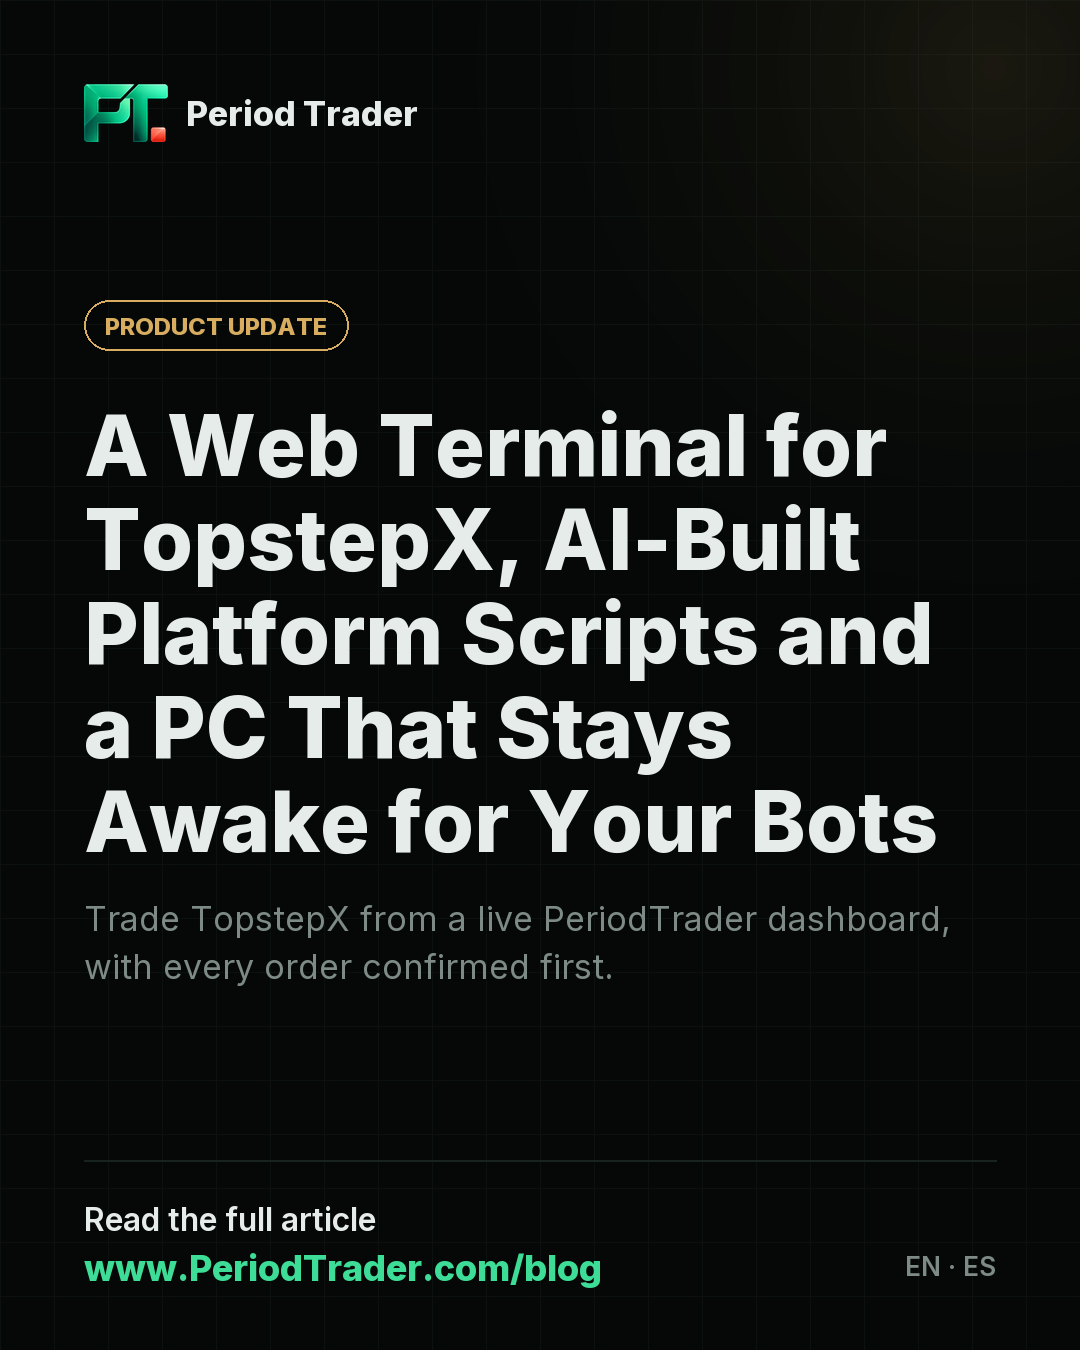 PT.
Period Trader
PRODUCT UPDATE
A Web Terminal for
TopstepX, AI-Built
Platform Scripts and
a PC That Stays
Awake for Your Bots
Trade TopstepX from a live PeriodTrader dashboard,
with every order confirmed first.
Read the full article
www.PeriodTrader.com/blog
EN · ES